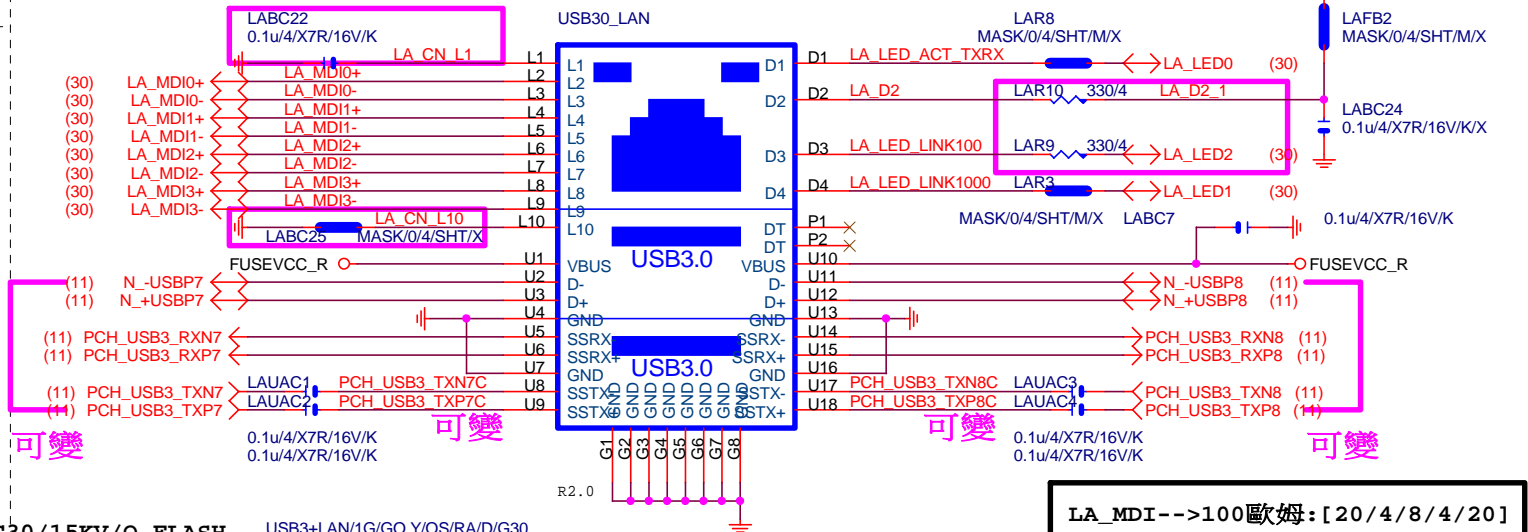 LABC22
0.1u/4/X7R/16V/K
USB30_LAN
LAR8
MASK/0/4/SHT/M/X
LAFB2
MASK/0/4/SHT/M/X
LA_CN_L1
L1
L1
D1
D1
LA_LED_ACT_TXRX
LA_LED0
(30)
(30)
LA_MDI0+
LA_MDI0+
L2
L2
(30)
LA_MDI0-
LA_MDI0-
L3
L3
D2
D2
LA_D2
LAR10
330/4
LA_D2_1
LABC24
0.1u/4/X7R/16V/K/X
(30)
LA_MDI1+
LA_MDI1+
L4
L4
(30)
LA_MDI1-
LA_MDI1-
L5
L5
(30)
LA_MDI2+
LA_MDI2+
L6
L6
D3
D3
LA_LED_LINK100
LAR9
330/4
LA_LED2
(30)
(30)
LA_MDI2-
LA_MDI2-
L7
L7
(30)
LA_MDI3+
LA_MDI3+
L8
L8
D4
D4
LA_LED_LINK1000
LAR3
LA_LED1
(30)
(30)
LA_MDI3-
LA_MDI3-
L9
L9
LA_CN_L10
L10
L10
LABC25
MASK/0/4/SHT/X
MASK/0/4/SHT/M/X
LABC7
0.1u/4/X7R/16V/K
DT
P1
DT
P2
FUSEVCC_R
U1
VBUS
USB3.0
VBUS
U10
FUSEVCC_R
(11)
N_-USBP7
U2
D-
D-
U11
N_-USBP8
(11)
(11)
N_+USBP7
U3
D+
D+
U12
N_+USBP8
(11)
U4
GND
GND
U13
(11)
PCH_USB3_RXN7
U5
SSRX-
SSRX-
U14
PCH_USB3_RXN8
(11)
(11)
PCH_USB3_RXP7
U6
SSRX+
SSRX+
U15
PCH_USB3_RXP8
(11)
U7
GND
USB3.0
GND
U16
(11)
PCH_USB3_TXN7
LAUAC1
PCH_USB3_TXN7C
U8
SSTX-
SSTX-
U17
PCH_USB3_TXN8C
LAUAC3
PCH_USB3_TXN8
(11)
(11)
PCH_USB3_TXP7
LAUAC2
PCH_USB3_TXP7C
U9
SSTX+
SSTX+
U18
PCH_USB3_TXP8C
LAUAC4
PCH_USB3_TXP8
(11)
GND
GND
GND
GND
GND
GND
GND
GND
可變
可變
可變
可變
0.1u/4/X7R/16V/K
0.1u/4/X7R/16V/K
0.1u/4/X7R/16V/K
0.1u/4/X7R/16V/K
G1
G2
G3
G4
G5
G6
G7
G8
R2.0
LA_MDI-->100歐姆:[20/4/8/4/20]